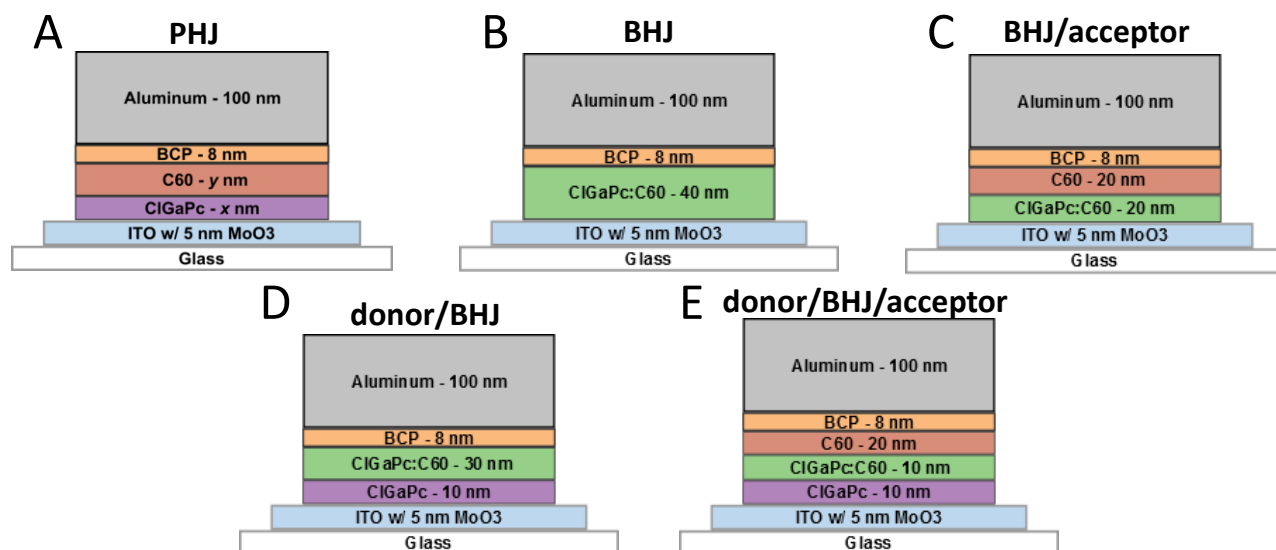 A
PHJ
Aluminum - 100 nm
BCP - 8 nm
C60 - y nm
ClGaPc - x nm
ITO w/ 5 nm MoO3
Glass
B
BHJ
Aluminum - 100 nm
BCP - 8 nm
ClGaPc:C60 - 40 nm
ITO w/ 5 nm MoO3
Glass
C
BHJ/acceptor
Aluminum - 100 nm
BCP - 8 nm
C60 - 20 nm
ClGaPc:C60 - 20 nm
ITO w/ 5 nm MoO3
Glass
D
donor/BHJ
Aluminum - 100 nm
BCP - 8 nm
ClGaPc:C60 - 30 nm
ClGaPc - 10 nm
ITO w/ 5 nm MoO3
Glass
E
donor/BHJ/acceptor
Aluminum - 100 nm
BCP - 8 nm
C60 - 20 nm
ClGaPc:C60 - 10 nm
ClGaPc - 10 nm
ITO w/ 5 nm MoO3
Glass